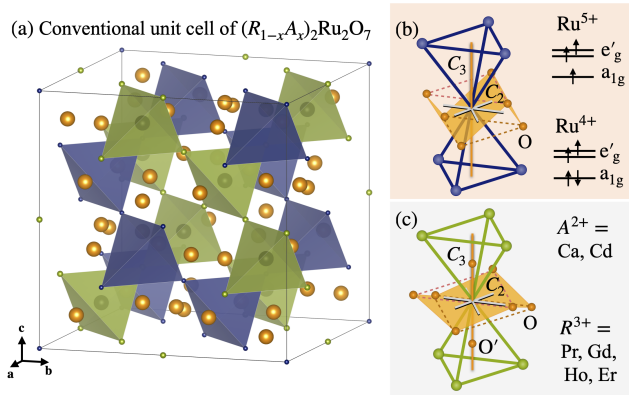 (a) Conventional unit cell of (R₁₋ₓAₓ)₂Ru₂O₇
c
a
b
(b)
Ru⁵⁺
e′g
a₁g
C₃
C₂
Ru⁴⁺
e′g
a₁g
O
(c)
A²⁺ =
Ca, Cd
C₃
C₂
O
O′
R³⁺ =
Pr, Gd,
Ho, Er